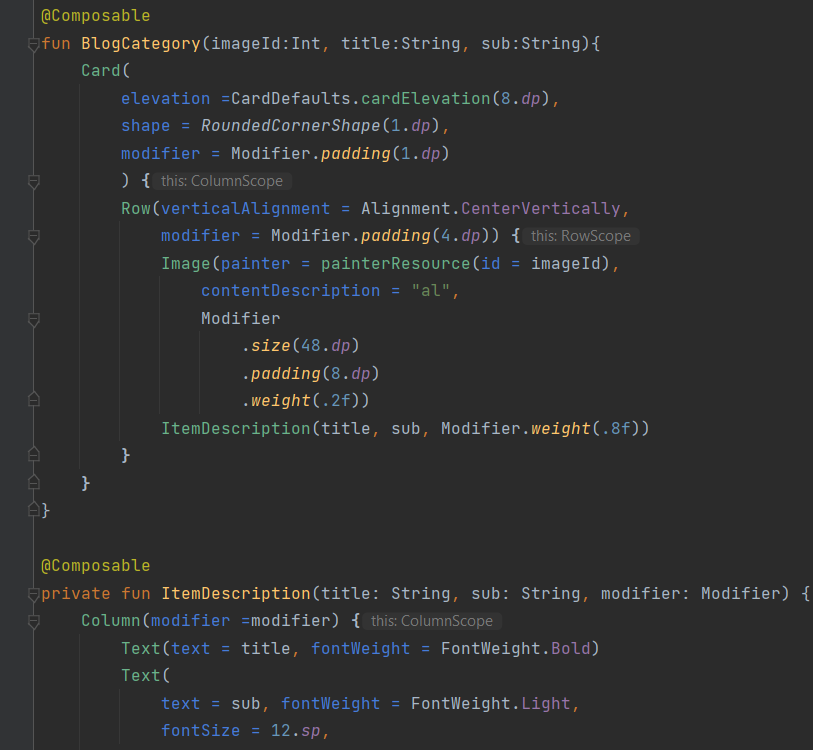 @Composable
fun BlogCategory(imageId:Int, title:String, sub:String){
    Card(
        elevation =CardDefaults.cardElevation(8.dp),
        shape = RoundedCornerShape(1.dp),
        modifier = Modifier.padding(1.dp)
        ) { this: ColumnScope
        Row(verticalAlignment = Alignment.CenterVertically,
            modifier = Modifier.padding(4.dp)) { this: RowScope
            Image(painter = painterResource(id = imageId),
                contentDescription = "al",
                Modifier
                    .size(48.dp)
                    .padding(8.dp)
                    .weight(.2f))
            ItemDescription(title, sub, Modifier.weight(.8f))
        }
    }
}

@Composable
private fun ItemDescription(title: String, sub: String, modifier: Modifier) {
    Column(modifier =modifier) { this: ColumnScope
        Text(text = title, fontWeight = FontWeight.Bold)
        Text(
            text = sub, fontWeight = FontWeight.Light,
            fontSize = 12.sp,